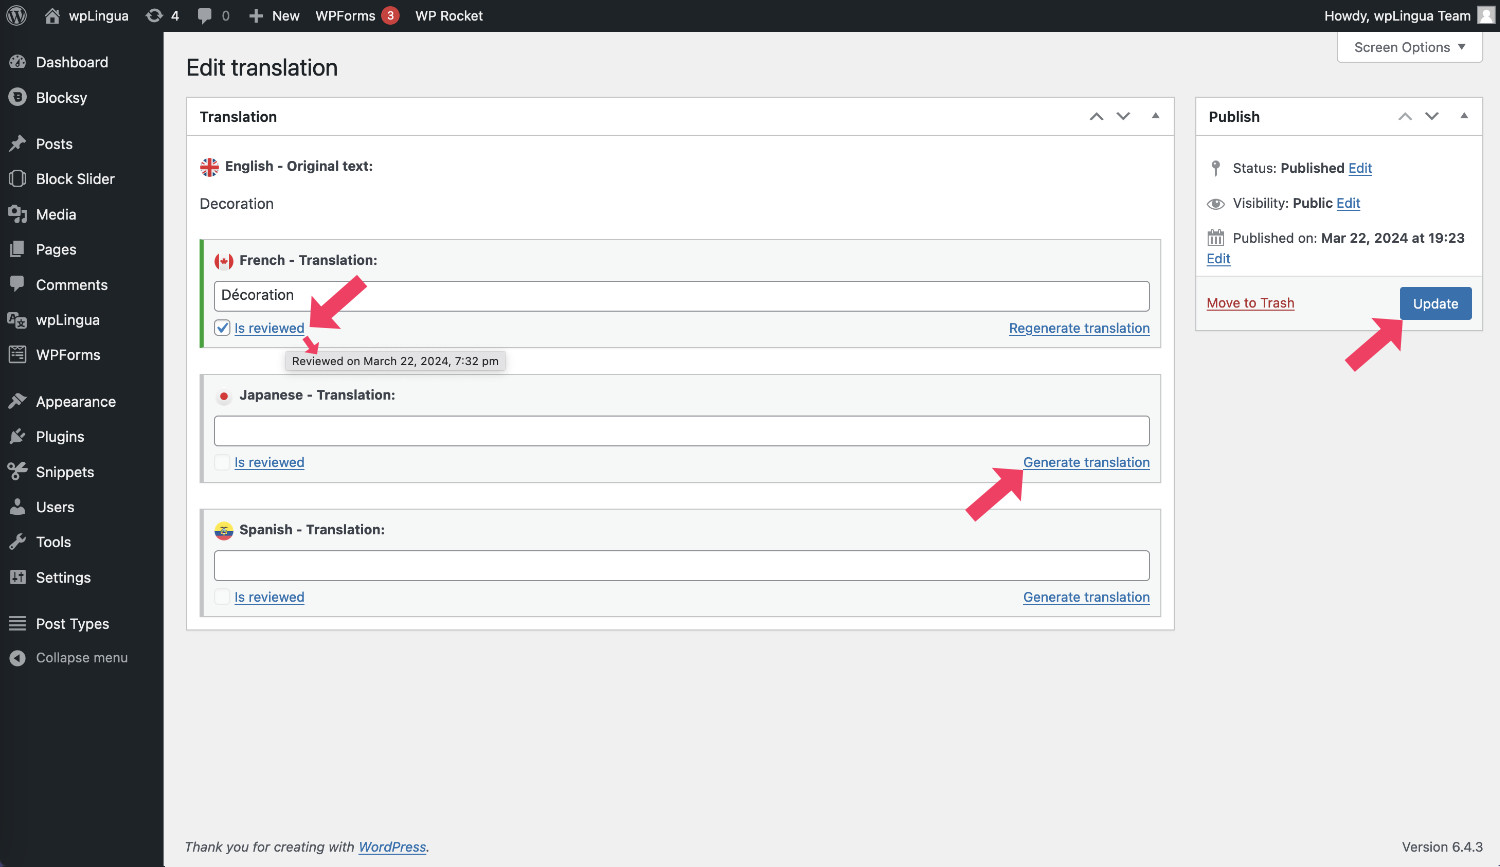 wpLingua 4 0 New WPForms 3 WP Rocket Howdy, wpLingua Team
Screen Options
Dashboard
Blocksy
Posts
Block Slider
Media
Pages
Comments
wpLingua
WPForms
Appearance
Plugins
Snippets
Users
Tools
Settings
Post Types
Collapse menu
Edit translation
Translation
English - Original text:
Decoration
French - Translation:
Décoration
Is reviewed Regenerate translation
Reviewed on March 22, 2024, 7:32 pm
Japanese - Translation:
Is reviewed Generate translation
Spanish - Translation:
Is reviewed Generate translation
Publish
Status: Published Edit
Visibility: Public Edit
Published on: Mar 22, 2024 at 19:23
Edit
Move to Trash Update
Thank you for creating with WordPress. Version 6.4.3